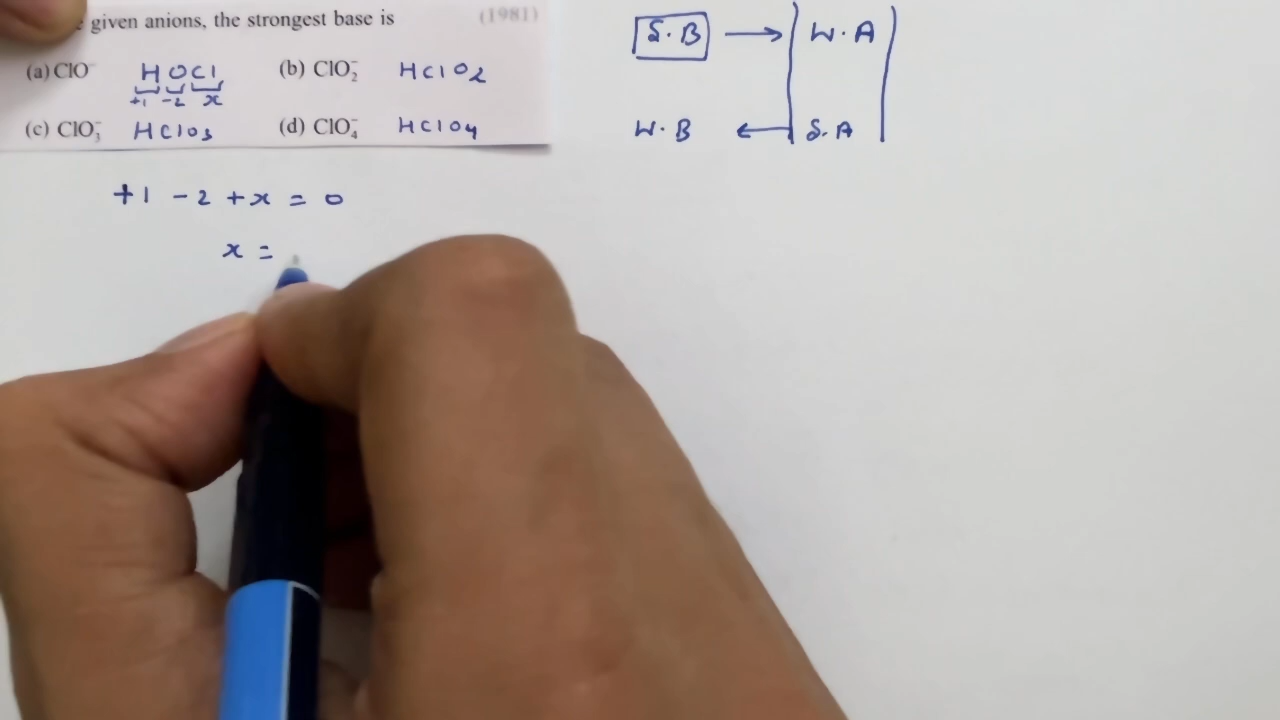 given anions, the strongest base is (1981)
(a) ClO⁻ HOCl (b) ClO₂⁻ HClO₂
+1 -2 x
(c) ClO₃⁻ HClO₃ (d) ClO₄⁻ HClO₄
S.B → W.A
W.B ← S.A
+1 -2 +x = 0
x =